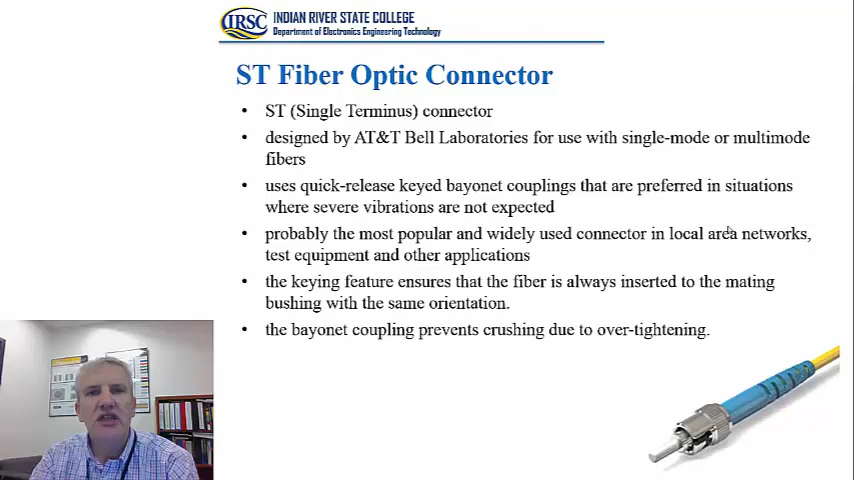 IRSC
INDIAN RIVER STATE COLLEGE
Department of Electronics Engineering Technology
ST Fiber Optic Connector
• ST (Single Terminus) connector
• designed by AT&T Bell Laboratories for use with single-mode or multimode
fibers
• uses quick-release keyed bayonet couplings that are preferred in situations
where severe vibrations are not expected
• probably the most popular and widely used connector in local area networks,
test equipment and other applications
• the keying feature ensures that the fiber is always inserted to the mating
bushing with the same orientation.
• the bayonet coupling prevents crushing due to over-tightening.